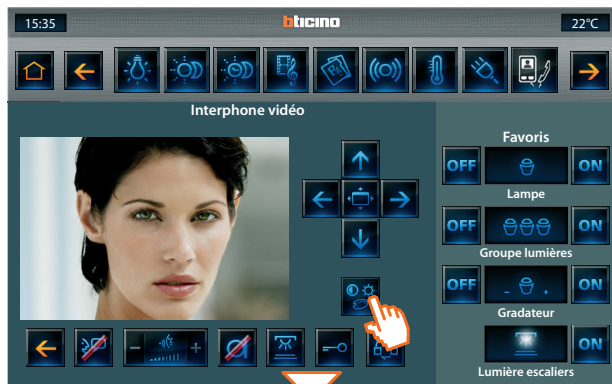 15:35
bticino
22°C
Interphone vidéo
Favoris
OFF
ON
Lampe
OFF
ON
Groupe lumières
OFF
- +
ON
Gradateur
ON
Lumière escaliers
- +